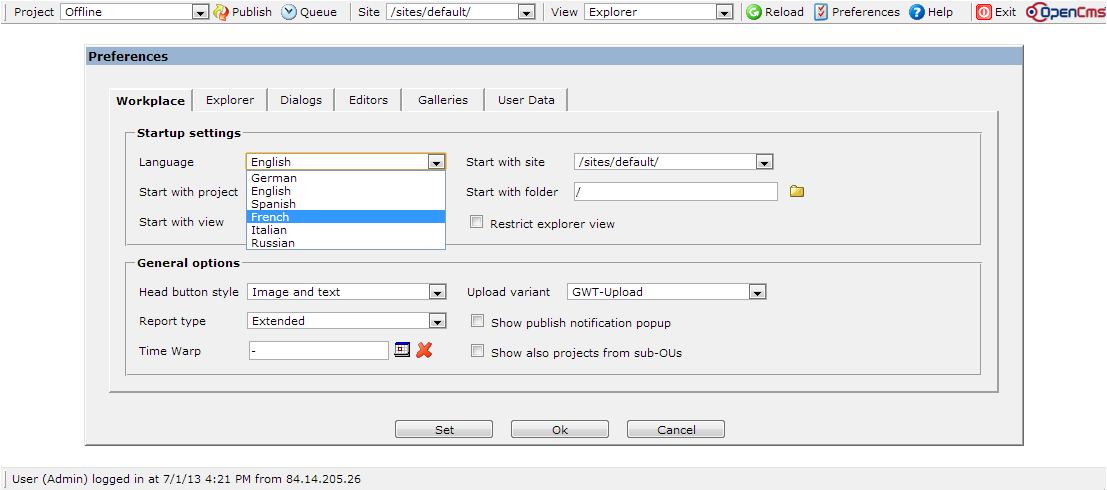 Project Offline Publish Queue Site /sites/default/ View Explorer Reload Preferences Help Exit OpenCms
Preferences
Workplace Explorer Dialogs Editors Galleries User Data
Startup settings
Language English Start with site /sites/default/
German
English
Start with project Start with folder /
Spanish
French
Start with view Restrict explorer view
Italian
Russian
General options
Head button style Image and text Upload variant GWT-Upload
Report type Extended Show publish notification popup
Time Warp - Show also projects from sub-OUs
Set Ok Cancel
User (Admin) logged in at 7/1/13 4:21 PM from 84.14.205.26